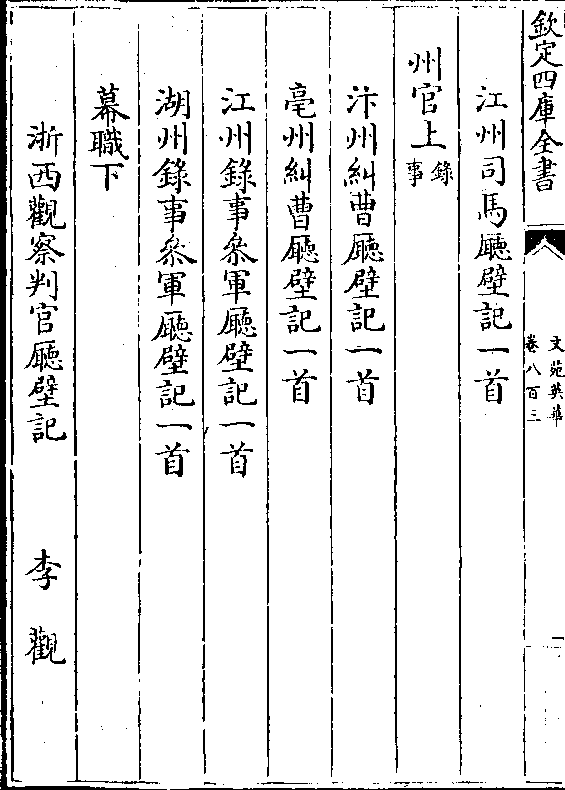 欽定四庫全書
文苑英華
卷八百三
一
江州司馬廳壁記一首
州官上錄事
汴州糾曹廳壁記一首
亳州糾曹廳壁記一首
江州錄事叅軍廳壁記一首
湖州錄事叅軍廳壁記一首
幕職下
浙西觀察判官廳壁記 李觀